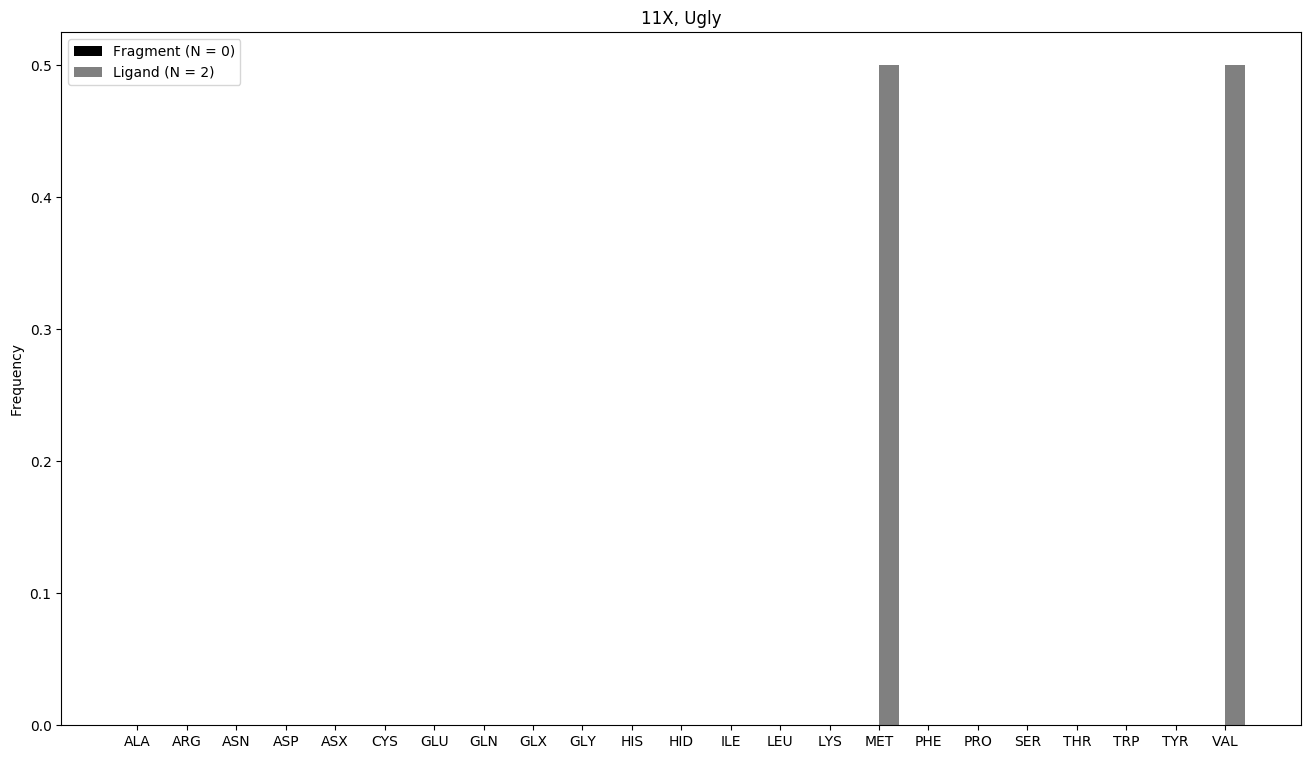 11X, Ugly
Fragment (N = 0)
Ligand (N = 2)
0.5
0.4
0.3
0.2
0.1
0.0
Frequency
ALA ARG ASN ASP ASX CYS GLU GLN GLX GLY HIS HID ILE LEU LYS MET PHE PRO SER THR TRP TYR VAL